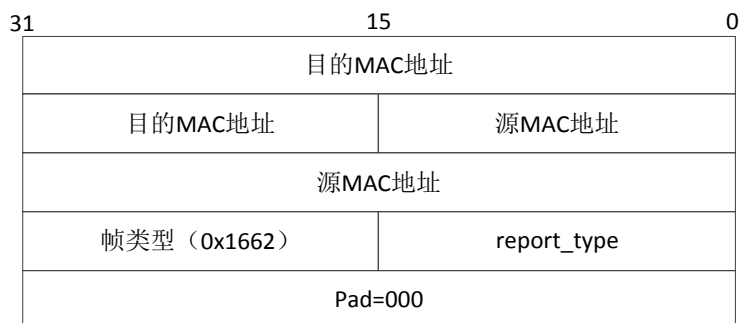 31 15 0
目的MAC地址
目的MAC地址 源MAC地址
源MAC地址
帧类型（0x1662） report_type
Pad=000